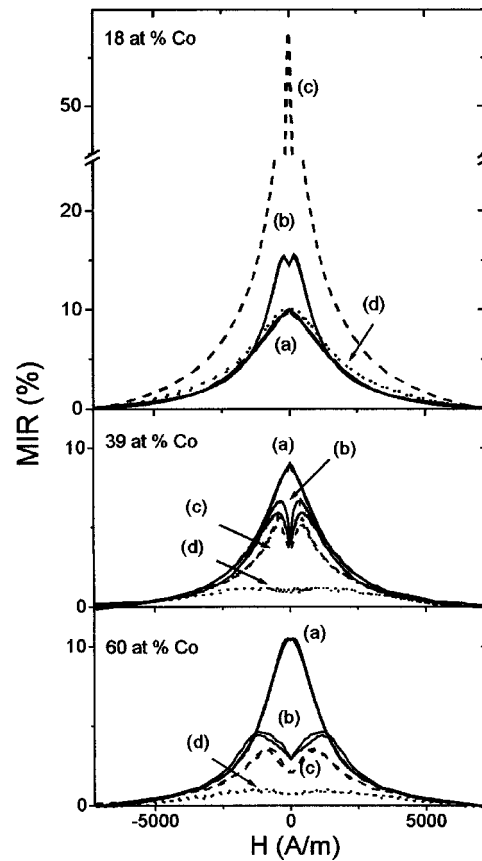 18 at % Co
50
(c)
20
(b)
(d)
10
(a)
0
MIR (%)
39 at % Co
(a)
10
(b)
(c)
(d)
0
60 at % Co
(a)
10
(b)
(d)
(c)
0
-5000
0
5000
H (A/m)